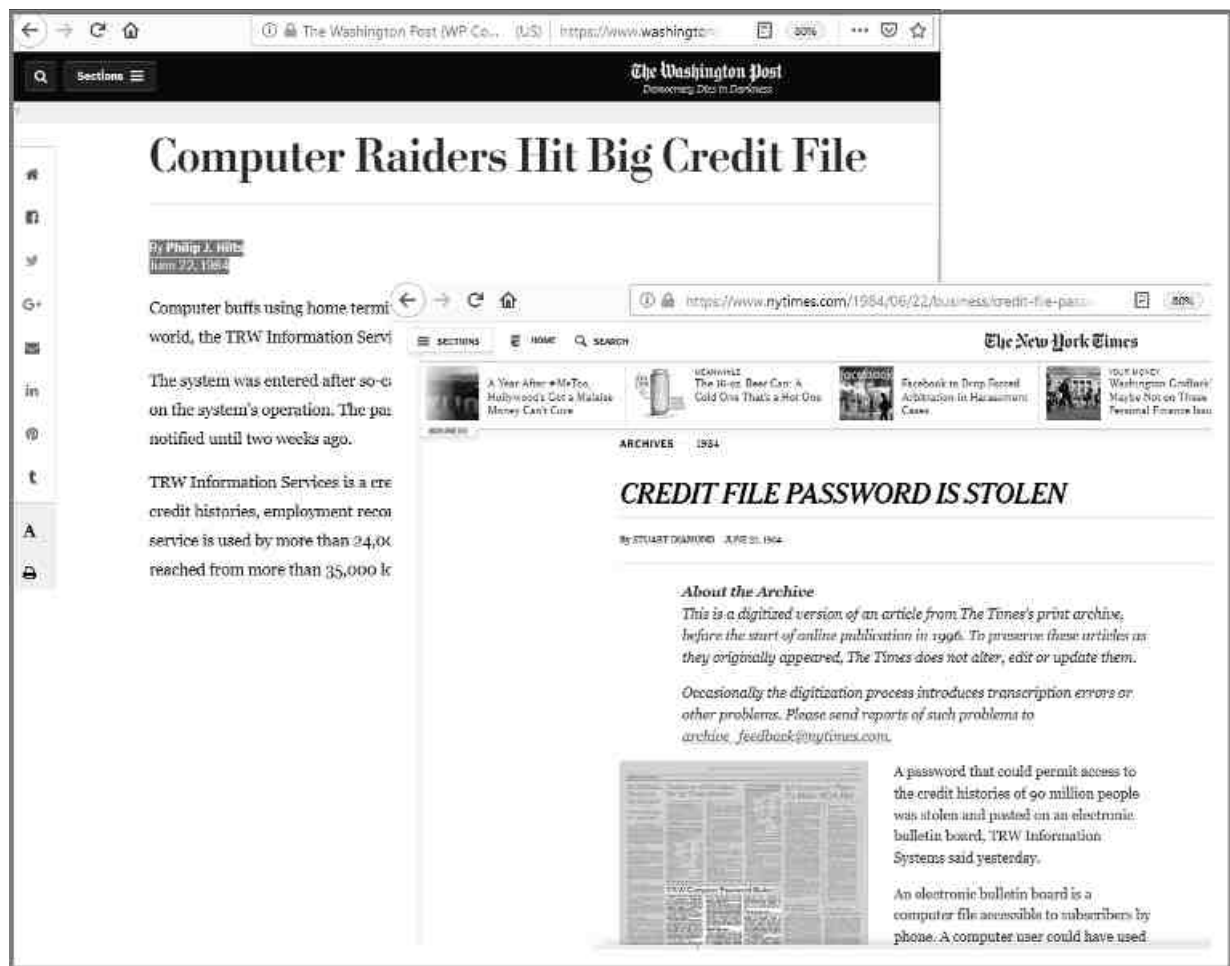 The Washington Post (WP Co... (US) https://www.washington
80%
Sections
The Washington Post
Democracy Dies in Darkness
Computer Raiders Hit Big Credit File
By Philip J. Hilts
June 22, 1984
Computer buffs using home termi
world, the TRW Information Servi
The system was entered after so-ca
on the system's operation. The pas
notified until two weeks ago.
TRW Information Services is a cre
credit histories, employment recor
service is used by more than 24,00
reached from more than 35,000 lo
G+
in
t
A
https://www.nytimes.com/1984/06/22/business/credit-file-pass
80%
SECTIONS
HOME
SEARCH
The New York Times
A Year After #MeToo,
Hollywood's Got a Malaise
Money Can't Cure
MEANWHILE
The 16-oz. Beer Can: A
Cold One That's a Hot One
facebook
Facebook to Drop Forced
Arbitration in Harassment
Cases
YOUR MONEY
Washington Gridlock?
Maybe Not on These
Personal Finance Issu
ARCHIVES 1984
CREDIT FILE PASSWORD IS STOLEN
By STUART DIAMOND JUNE 22, 1984
About the Archive
This is a digitized version of an article from The Times's print archive,
before the start of online publication in 1996. To preserve these articles as
they originally appeared, The Times does not alter, edit or update them.
Occasionally the digitization process introduces transcription errors or
other problems. Please send reports of such problems to
archive_feedback@nytimes.com.
A password that could permit access to
the credit histories of 90 million people
was stolen and posted on an electronic
bulletin board, TRW Information
Systems said yesterday.
An electronic bulletin board is a
computer file accessible to subscribers by
phone. A computer user could have used